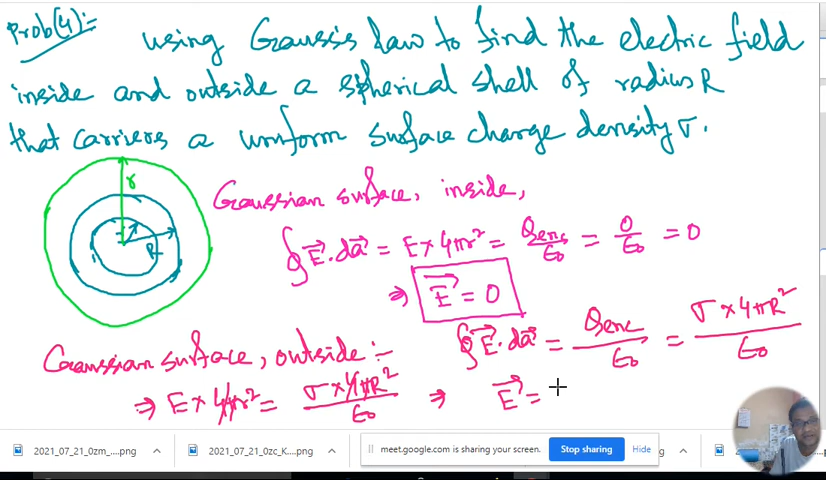 Prob(4):-
using Gauss's law to find the electric field
inside and outside a spherical shell of radius R
that carriers a uniform surface charge density σ.
r
R
Gaussian surface, inside,
∮E⃗.da⃗ = E × 4πr² = Qenc/ε₀ = 0/ε₀ = 0
⇒ E⃗ = 0
Gaussian surface, outside :-
∮E⃗.da⃗ = Qenc/ε₀ = σ × 4πR²/ε₀
⇒ E × 4πr² = σ × 4πR²/ε₀ ⇒ E⃗ =
2021_07_21_0zm_....png
2021_07_21_0zc_K....png
meet.google.com is sharing your screen.
Stop sharing
Hide
....png